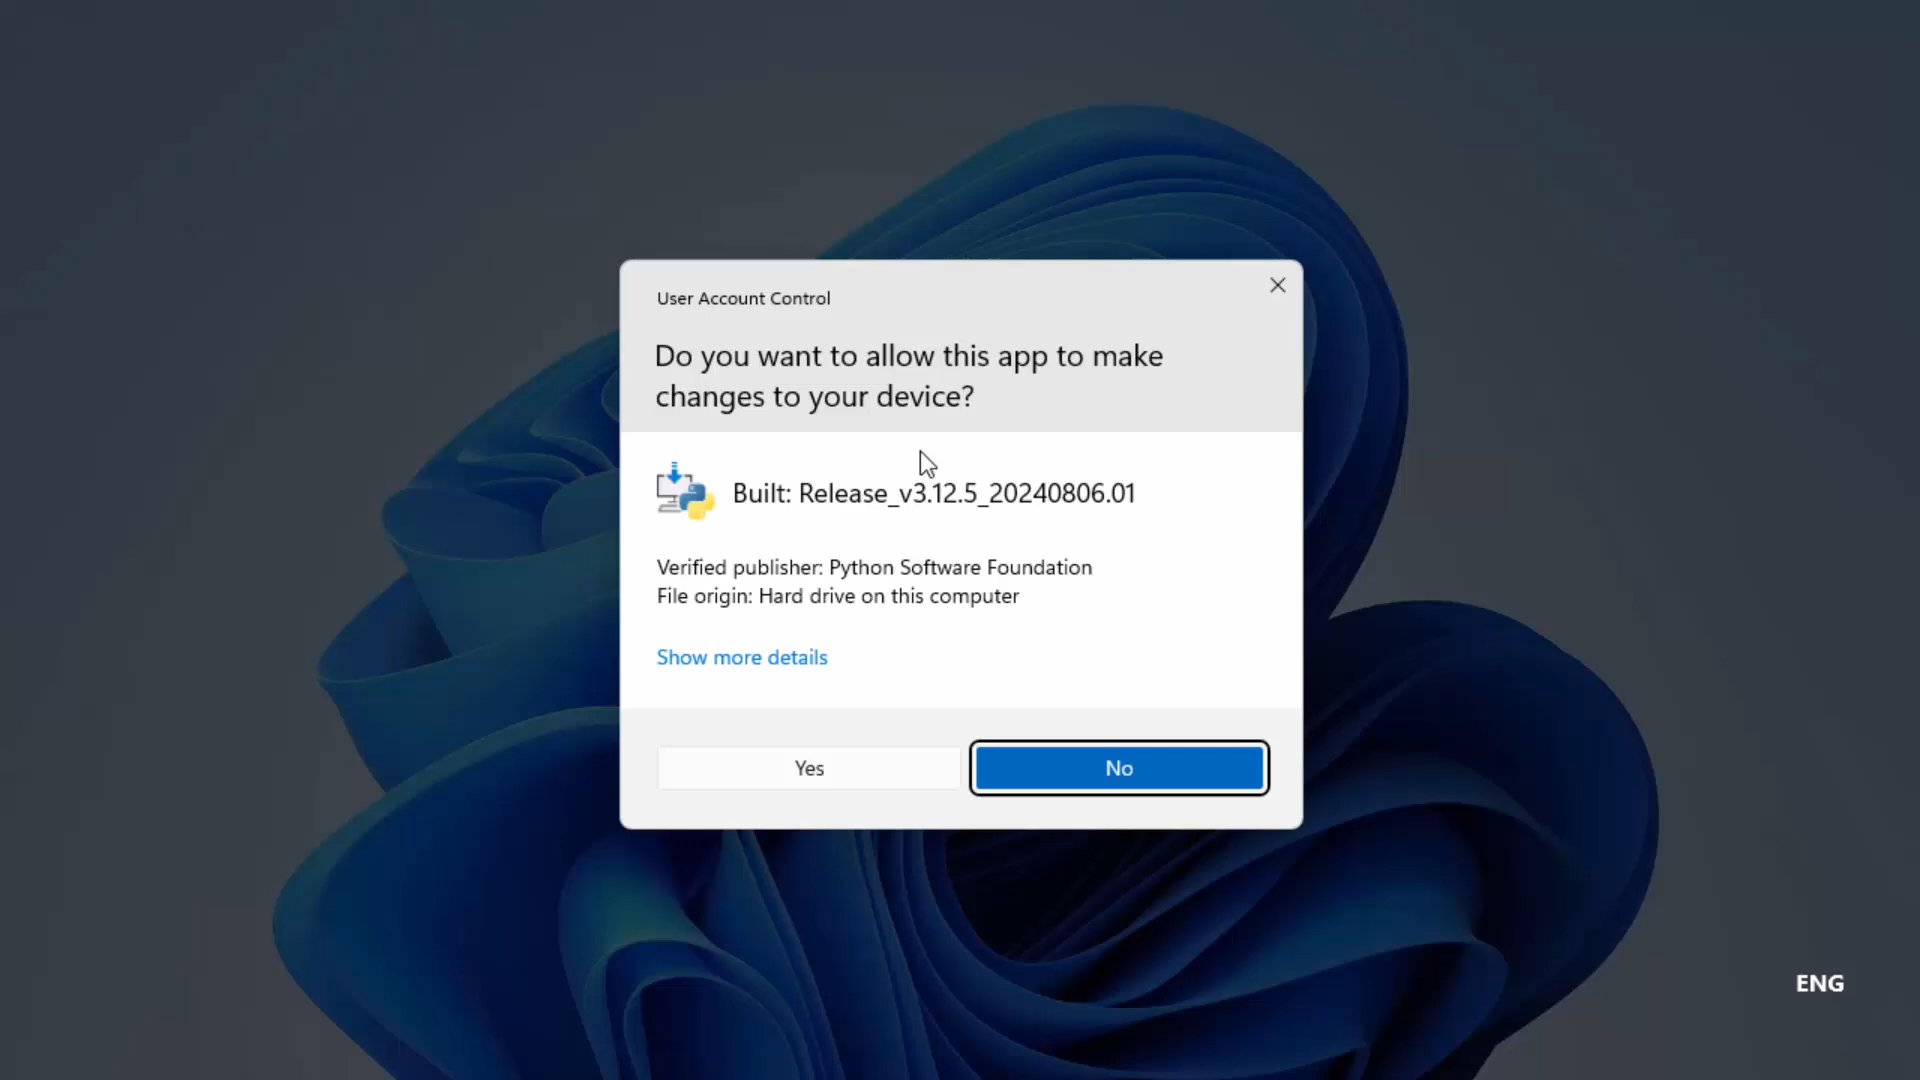 User Account Control
Do you want to allow this app to make
changes to your device?
Built: Release_v3.12.5_20240806.01
Verified publisher: Python Software Foundation
File origin: Hard drive on this computer
Show more details
Yes
No
ENG